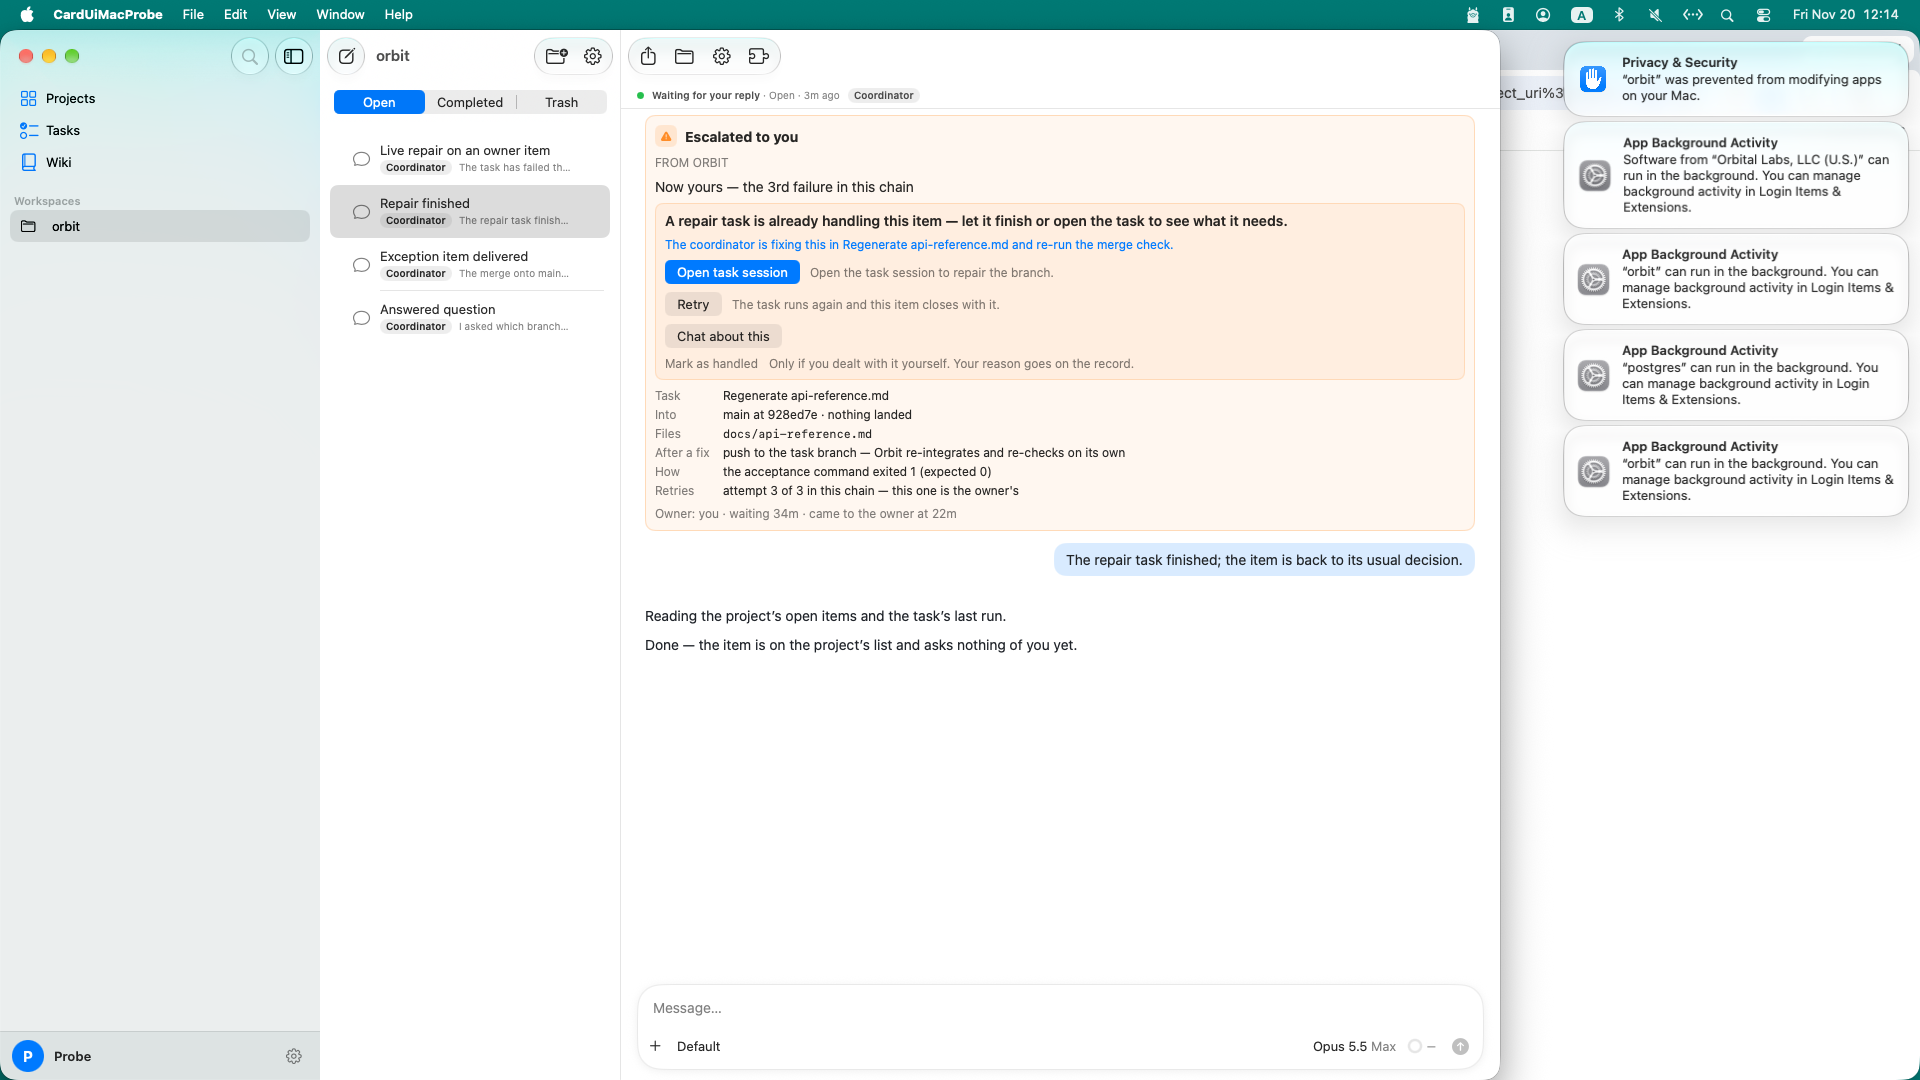 CardUiMacProbe File Edit View Window Help
A
Fri Nov 20 12:14
Projects
Tasks
Wiki
Workspaces
orbit
P Probe
orbit
Open Completed Trash
Live repair on an owner item
Coordinator The task has failed th...
Repair finished
Coordinator The repair task finish...
Exception item delivered
Coordinator The merge onto main...
Answered question
Coordinator I asked which branch...
Waiting for your reply · Open · 3m ago Coordinator
Escalated to you
FROM ORBIT
Now yours — the 3rd failure in this chain
A repair task is already handling this item — let it finish or open the task to see what it needs.
The coordinator is fixing this in Regenerate api-reference.md and re-run the merge check.
Open task session Open the task session to repair the branch.
Retry The task runs again and this item closes with it.
Chat about this
Mark as handled Only if you dealt with it yourself. Your reason goes on the record.
Task Regenerate api-reference.md
Into main at 928ed7e · nothing landed
Files docs/api-reference.md
After a fix push to the task branch — Orbit re-integrates and re-checks on its own
How the acceptance command exited 1 (expected 0)
Retries attempt 3 of 3 in this chain — this one is the owner's
Owner: you · waiting 34m · came to the owner at 22m
The repair task finished; the item is back to its usual decision.
Reading the project’s open items and the task’s last run.
Done — the item is on the project’s list and asks nothing of you yet.
Message...
+ Default
Opus 5.5 Max –
ect_uri%3
Privacy & Security
“orbit” was prevented from modifying apps
on your Mac.
App Background Activity
Software from “Orbital Labs, LLC (U.S.)” can
run in the background. You can manage
background activity in Login Items &
Extensions.
App Background Activity
“orbit” can run in the background. You can
manage background activity in Login Items &
Extensions.
App Background Activity
“postgres” can run in the background. You
can manage background activity in Login
Items & Extensions.
App Background Activity
“orbit” can run in the background. You can
manage background activity in Login Items &
Extensions.